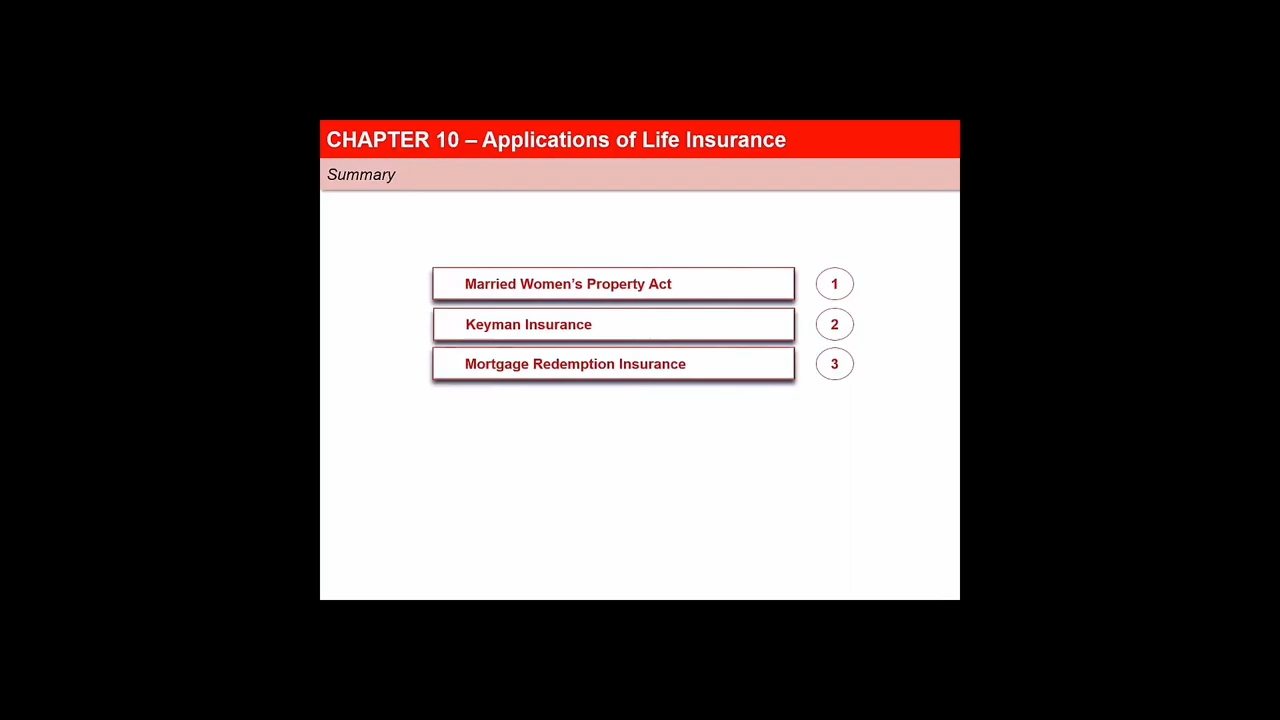 CHAPTER 10 – Applications of Life Insurance
Summary
Married Women's Property Act 1
Keyman Insurance 2
Mortgage Redemption Insurance 3